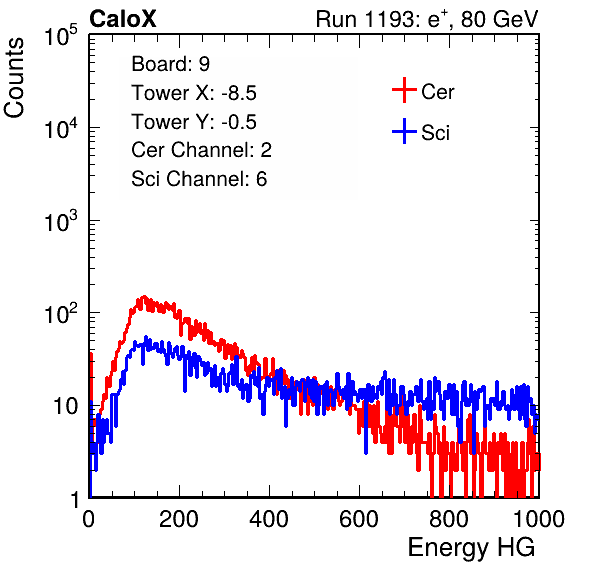 CaloX Run 1193: e⁺, 80 GeV
Counts
Board: 9
Tower X: -8.5
Tower Y: -0.5
Cer Channel: 2
Sci Channel: 6
Cer
Sci
10⁵
10⁴
10³
10²
10
1
0 200 400 600 800 1000
Energy HG